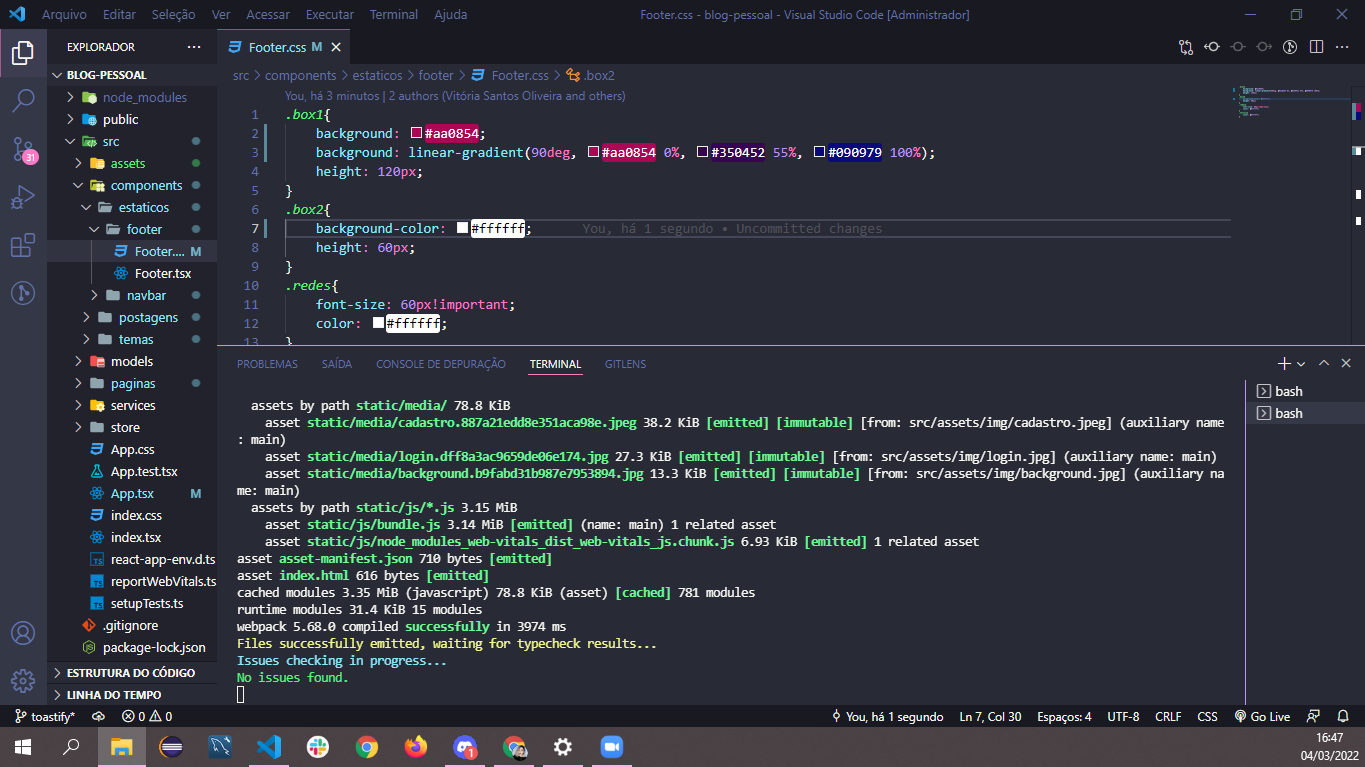 Arquivo Editar Seleção Ver Acessar Executar Terminal Ajuda
Footer.css - blog-pessoal - Visual Studio Code [Administrador]
EXPLORADOR
Footer.css M
BLOG-PESSOAL
src > components > estaticos > footer > Footer.css > .box2
node_modules
public
src
assets
components
estaticos
footer
Footer.... M
Footer.tsx
navbar
postagens
temas
models
paginas
services
store
App.css
App.test.tsx
App.tsx M
index.css
index.tsx
react-app-env.d.ts
reportWebVitals.ts
setupTests.ts
.gitignore
package-lock.json
ESTRUTURA DO CÓDIGO
LINHA DO TEMPO
31
You, há 3 minutos | 2 authors (Vitória Santos Oliveira and others)
1 .box1{
2 background: #aa0854;
3 background: linear-gradient(90deg, #aa0854 0%, #350452 55%, #090979 100%);
4 height: 120px;
5 }
6 .box2{
7 background-color: #ffffff; You, há 1 segundo • Uncommitted changes
8 height: 60px;
9 }
10 .redes{
11 font-size: 60px!important;
12 color: #ffffff;
13 }
PROBLEMAS SAÍDA CONSOLE DE DEPURAÇÃO TERMINAL GITLENS
bash
bash
assets by path static/media/ 78.8 KiB
asset static/media/cadastro.887a21edd8e351aca98e.jpeg 38.2 KiB [emitted] [immutable] [from: src/assets/img/cadastro.jpeg] (auxiliary name
: main)
asset static/media/login.dff8a3ac9659de06e174.jpg 27.3 KiB [emitted] [immutable] [from: src/assets/img/login.jpg] (auxiliary name: main)
asset static/media/background.b9fabd31b987e7953894.jpg 13.3 KiB [emitted] [immutable] [from: src/assets/img/background.jpg] (auxiliary na
me: main)
assets by path static/js/*.js 3.15 MiB
asset static/js/bundle.js 3.14 MiB [emitted] (name: main) 1 related asset
asset static/js/node_modules_web-vitals_dist_web-vitals_js.chunk.js 6.93 KiB [emitted] 1 related asset
asset asset-manifest.json 710 bytes [emitted]
asset index.html 616 bytes [emitted]
cached modules 3.35 MiB (javascript) 78.8 KiB (asset) [cached] 781 modules
runtime modules 31.4 KiB 15 modules
webpack 5.68.0 compiled successfully in 3974 ms
Files successfully emitted, waiting for typecheck results...
Issues checking in progress...
No issues found.
toastify* 0 0 You, há 1 segundo Ln 7, Col 30 Espaços: 4 UTF-8 CRLF CSS Go Live
1
16:47
04/03/2022